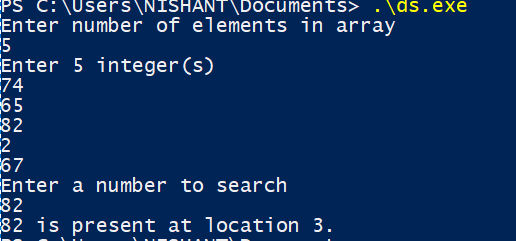 PS C:\Users\NISHANT\Documents> .\ds.exe
Enter number of elements in array
5
Enter 5 integer(s)
74
65
82
2
67
Enter a number to search
82
82 is present at location 3.